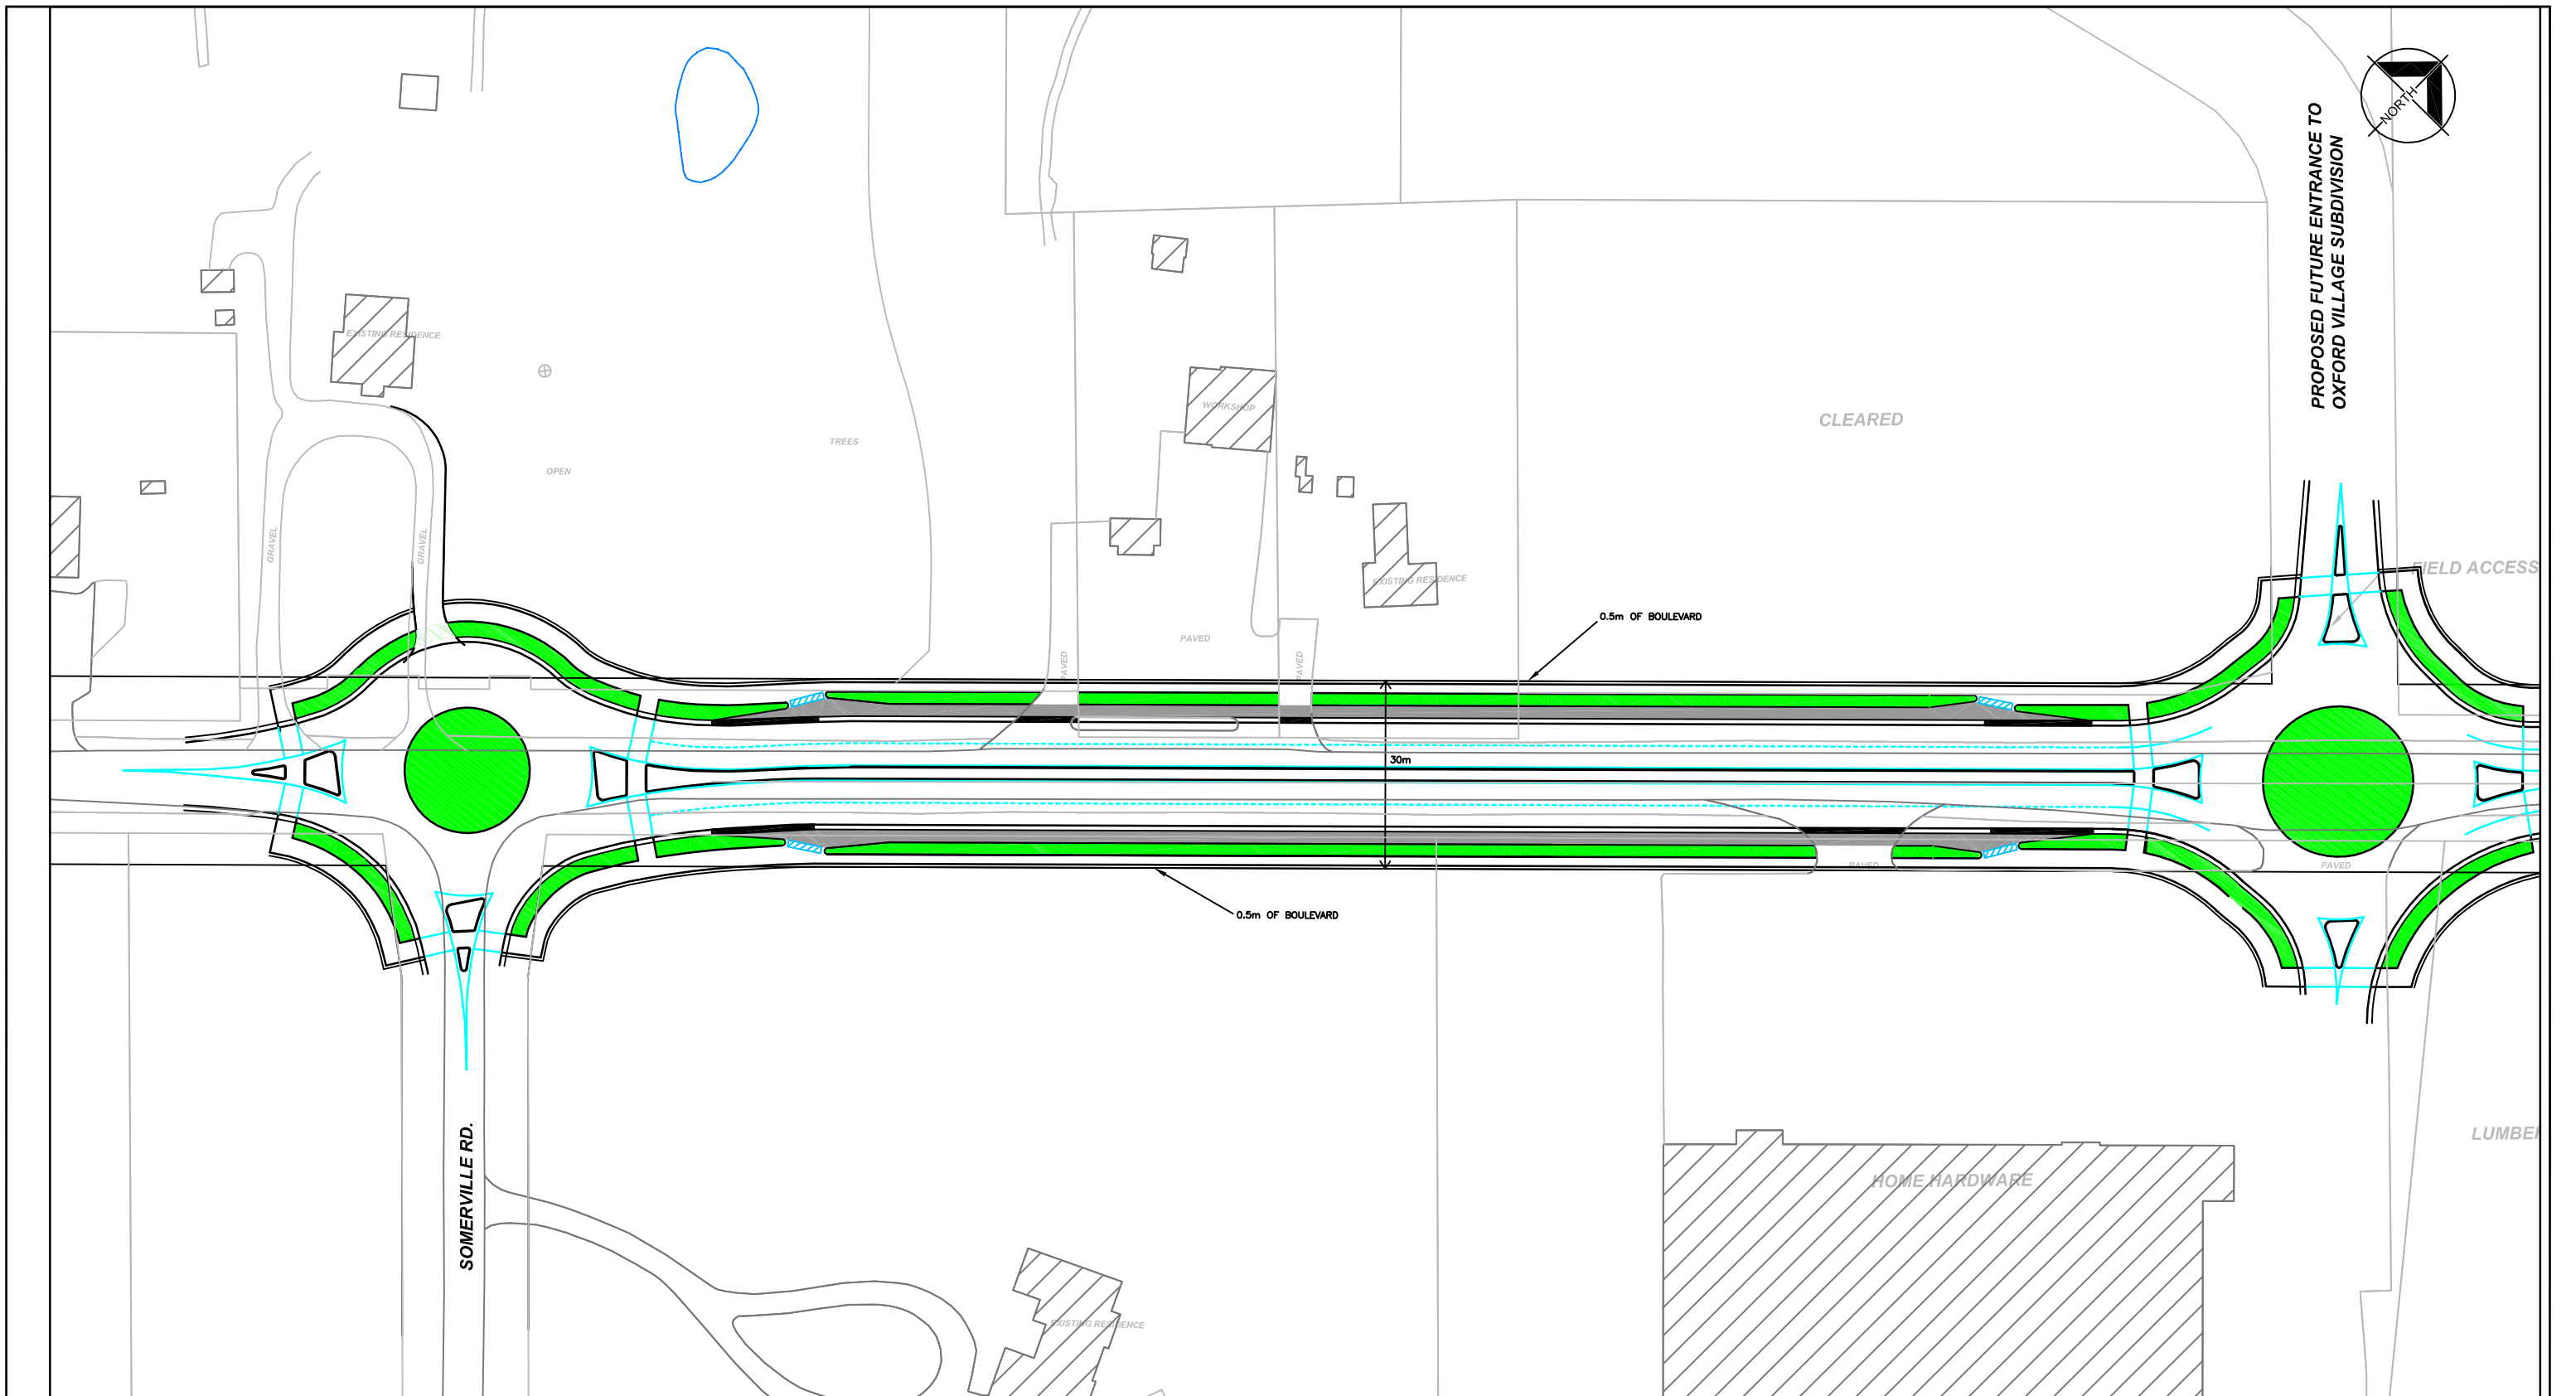 NORTH
PROPOSED FUTURE ENTRANCE TO
OXFORD VILLAGE SUBDIVISION
EXISTING RESIDENCE
WORKSHOP
CLEARED
TREES
OPEN
GRAVEL
GRAVEL
FIELD ACCESS
EXISTING RESIDENCE
0.5m OF BOULEVARD
PAVED
PAVED
PAVED
30m
PAVED
PAVED
0.5m OF BOULEVARD
SOMERVILLE RD.
LUMBER
HOME HARDWARE
EXISTING RESIDENCE